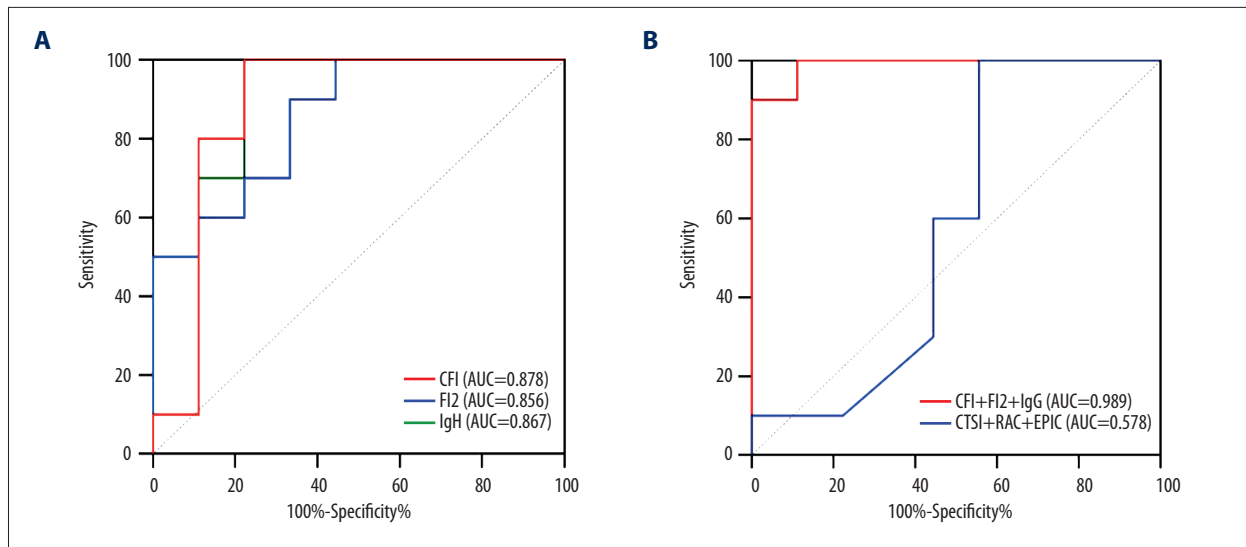 A
100
80
60
40
20
0
Sensitivity
0 20 40 60 80 100
100%-Specificity%
CFI (AUC=0.878)
FI2 (AUC=0.856)
IgH (AUC=0.867)
B
100
80
60
40
20
0
Sensitivity
0 20 40 60 80 100
100%-Specificity%
CFI+FI2+IgG (AUC=0.989)
CTSI+RAC+EPIC (AUC=0.578)